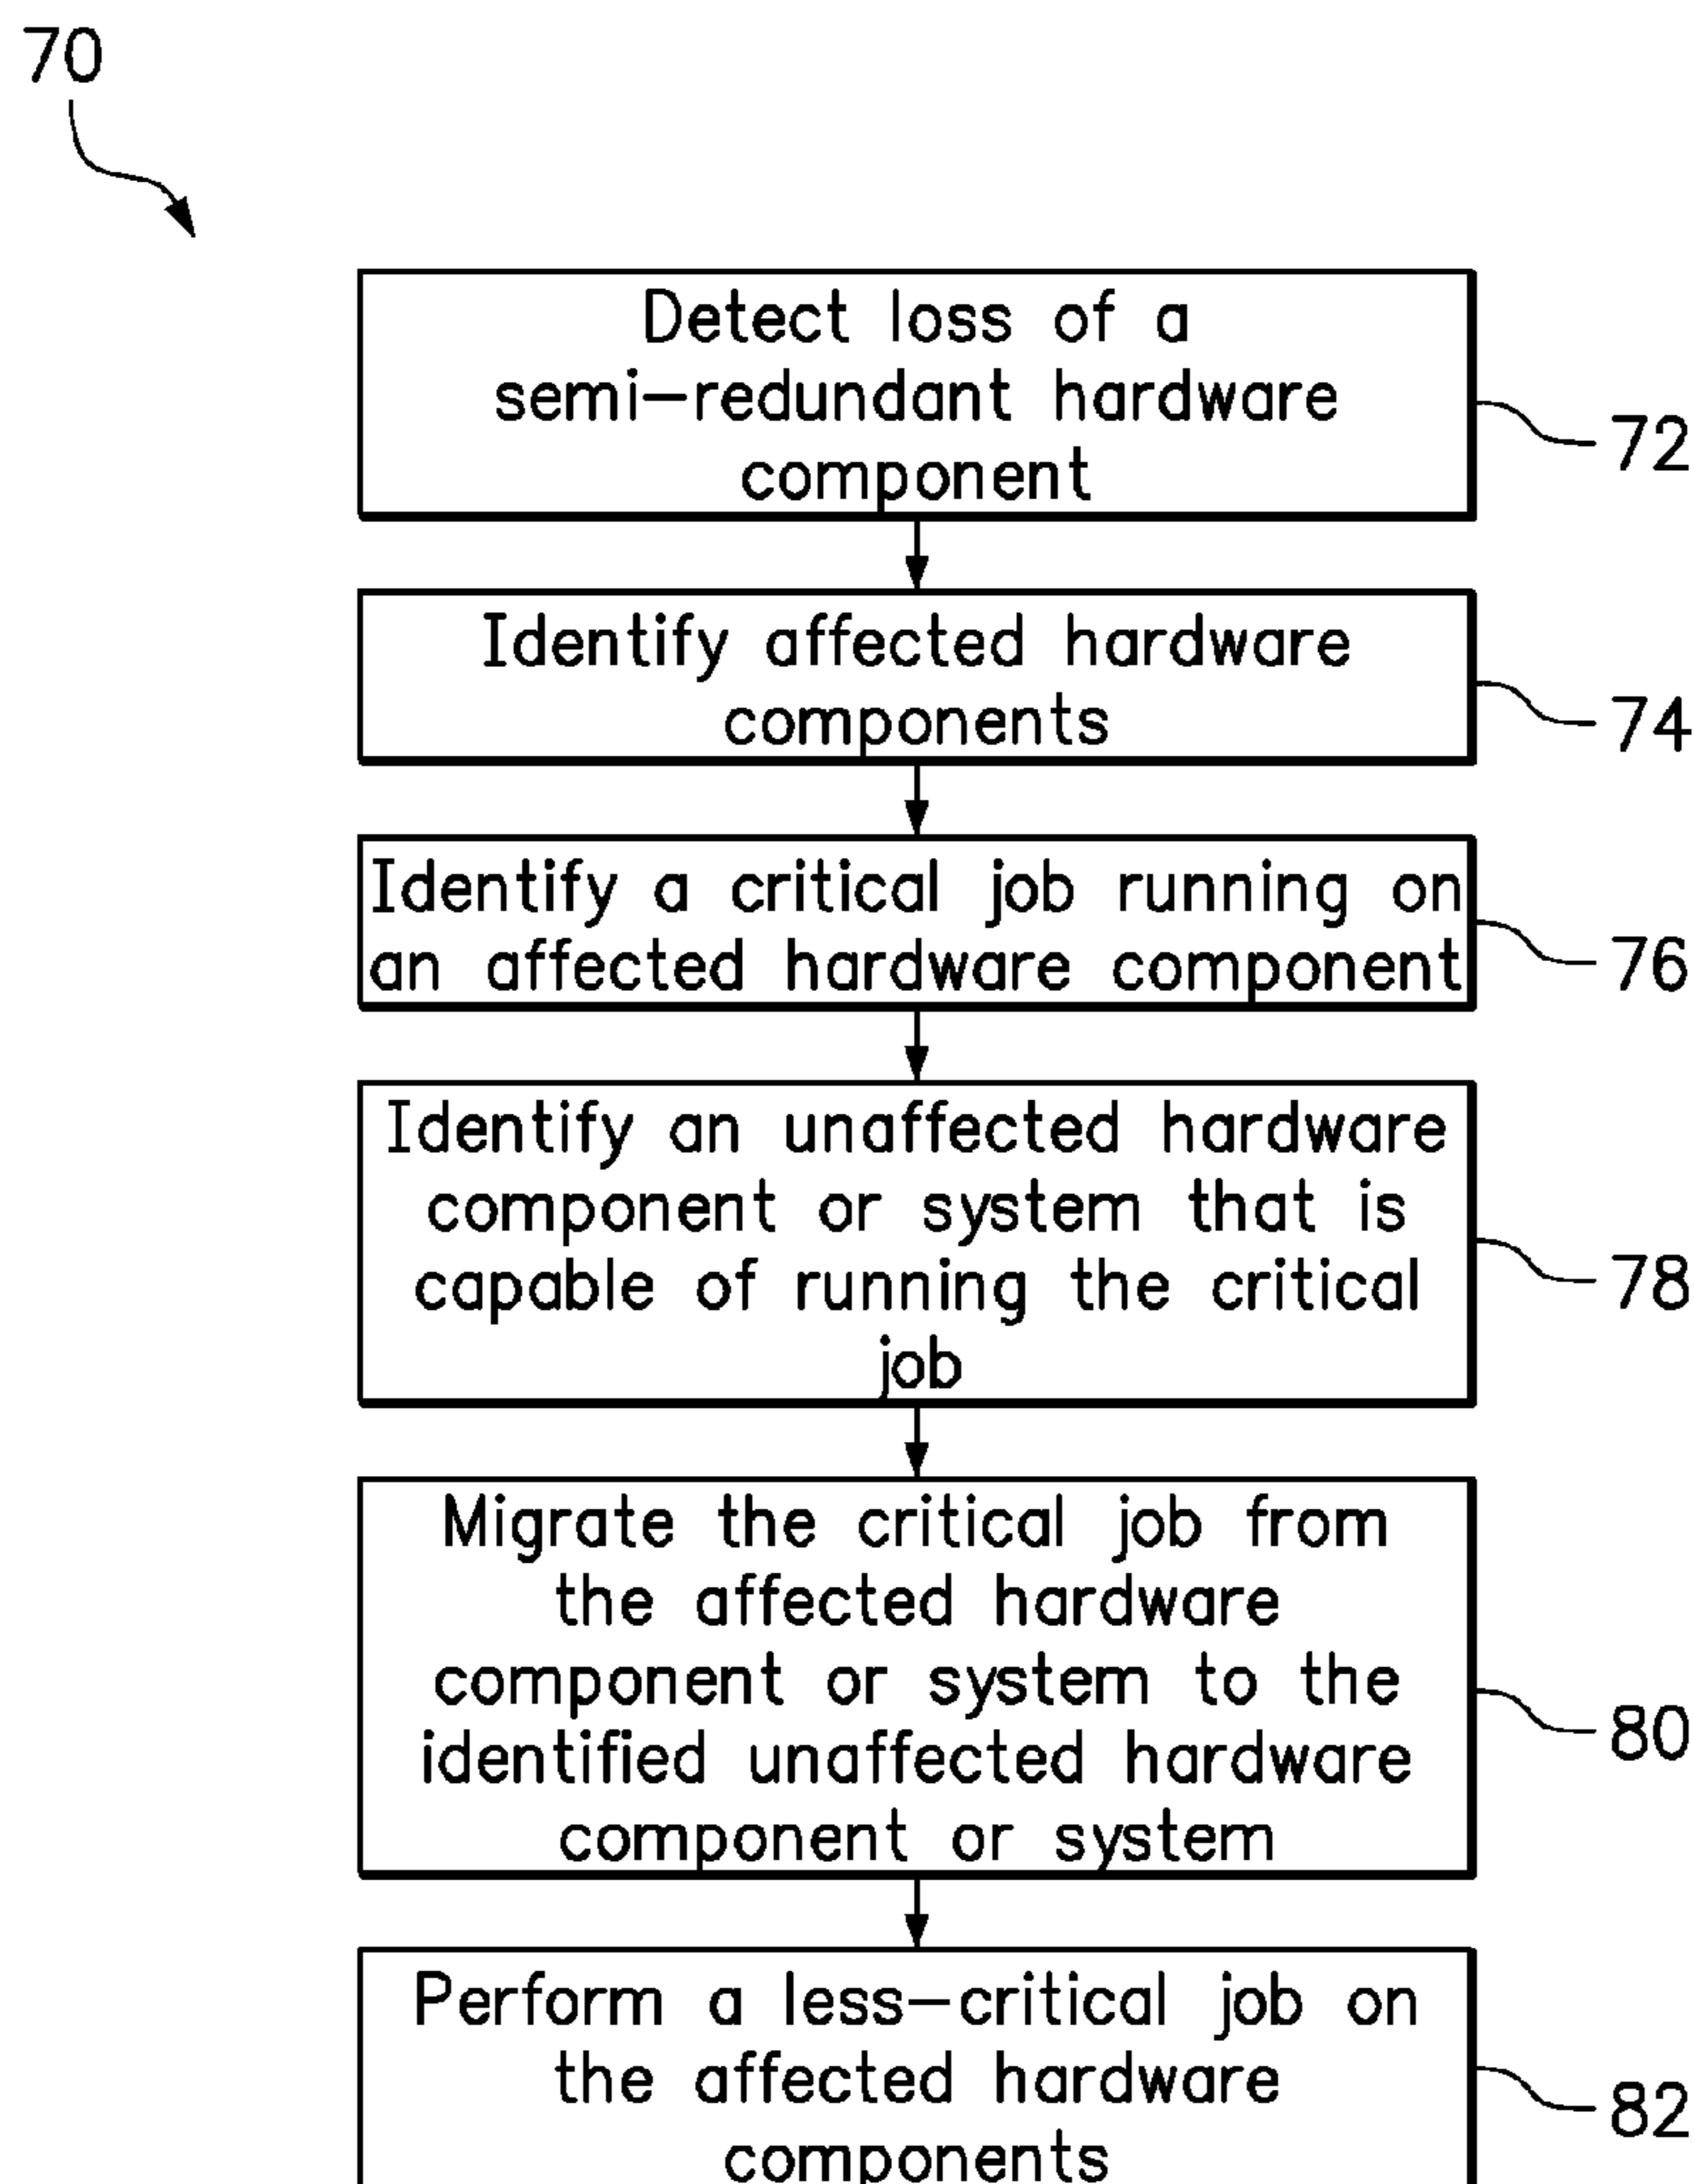 70
Detect loss of a
semi-redundant hardware
component
72
Identify affected hardware
components
74
Identify a critical job running on
an affected hardware component
76
Identify an unaffected hardware
component or system that is
capable of running the critical
job
78
Migrate the critical job from
the affected hardware
component or system to the
identified unaffected hardware
component or system
80
Perform a less-critical job on
the affected hardware
components
82